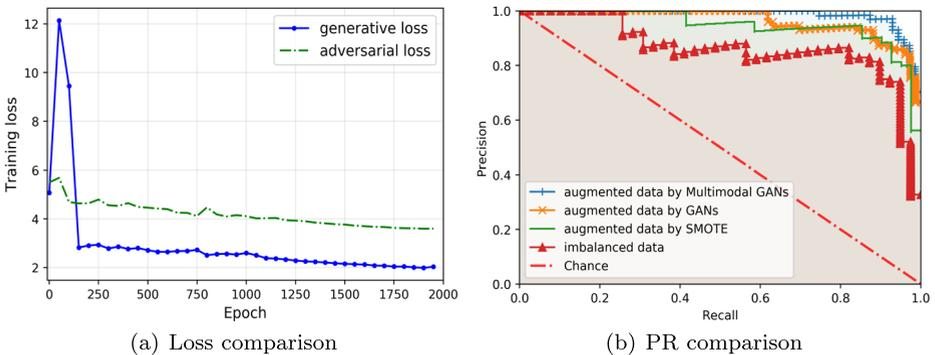 12
10
8
6
4
2
Training loss
generative loss
adversarial loss
0 250 500 750 1000 1250 1500 1750 2000
Epoch
(a) Loss comparison
1.0
0.8
0.6
0.4
0.2
0.0
Precision
augmented data by Multimodal GANs
augmented data by GANs
augmented data by SMOTE
imbalanced data
Chance
0.0 0.2 0.4 0.6 0.8 1.0
Recall
(b) PR comparison